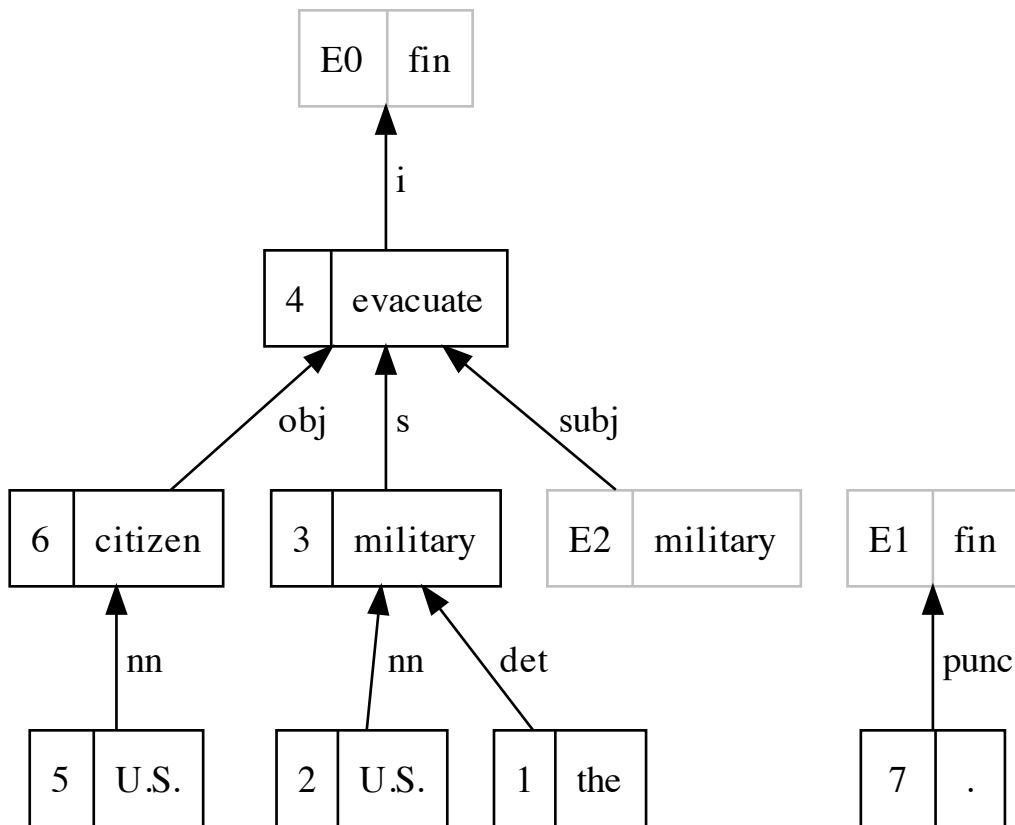 E0 fin
i
4 evacuate
obj s subj
6 citizen 3 military E2 military E1 fin
nn nn det punc
5 U.S. 2 U.S. 1 the 7 .